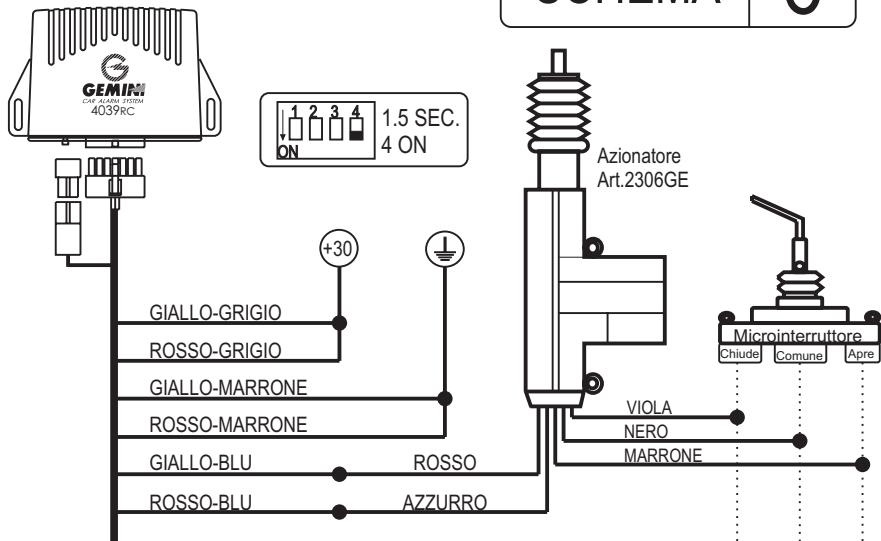 SCHEMA
GEMINI
CAR ALARM SYSTEM
4039RC
1 2 3 4
ON
1.5 SEC.
4 ON
Azionatore
Art.2306GE
+30
Microinterruttore
Chiude
Comune
Apre
GIALLO-GRIGIO
ROSSO-GRIGIO
GIALLO-MARRONE
ROSSO-MARRONE
GIALLO-BLU
ROSSO
ROSSO-BLU
AZZURRO
VIOLA
NERO
MARRONE